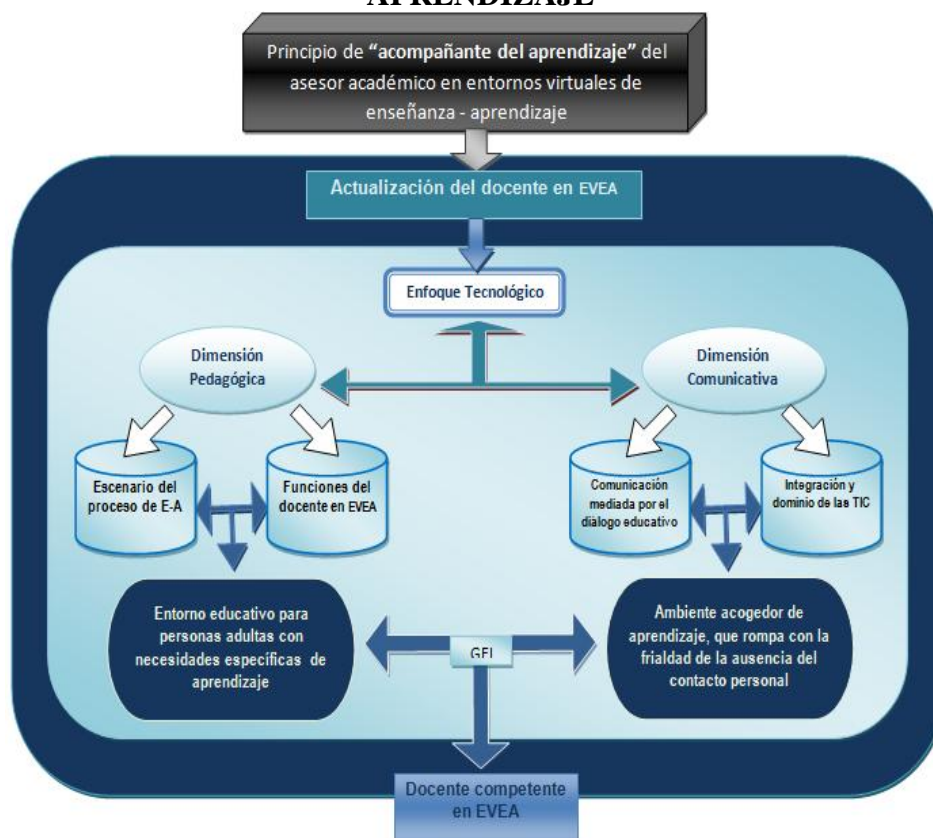 APRENDIZAJE
Principio de “acompañante del aprendizaje” del
asesor académico en entornos virtuales de
enseñanza - aprendizaje
Actualización del docente en EVEA
Enfoque Tecnológico
Dimensión
Pedagógica
Dimensión
Comunicativa
Escenario del
proceso de E-A
Funciones del
docente en EVEA
Comunicación
mediada por el
diálogo educativo
Integración y
dominio de las TIC
Entorno educativo para
personas adultas con
necesidades específicas de
aprendizaje
Ambiente acogedor de
aprendizaje, que rompa con la
frialdad de la ausencia del
contacto personal
Docente competente
en EVEA